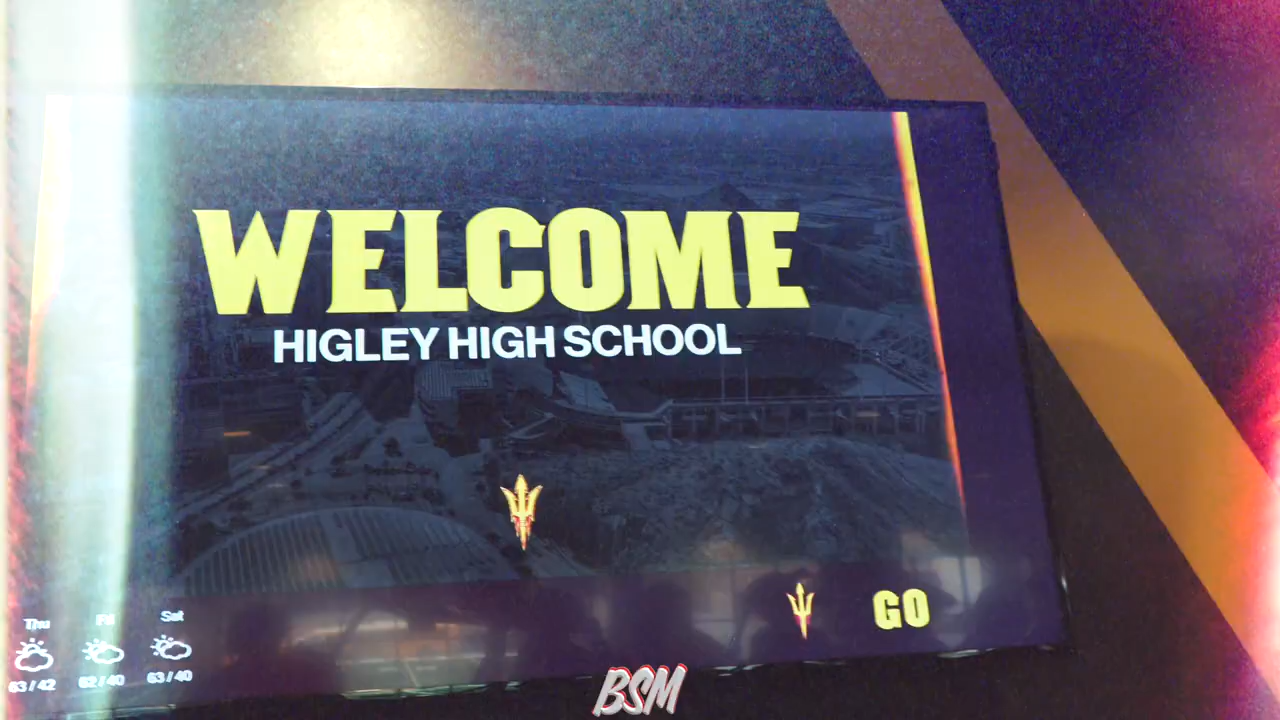 WELCOME
HIGLEY HIGH SCHOOL
GO
Thu Fri Sat
63/42 62/40 63/40
BSM